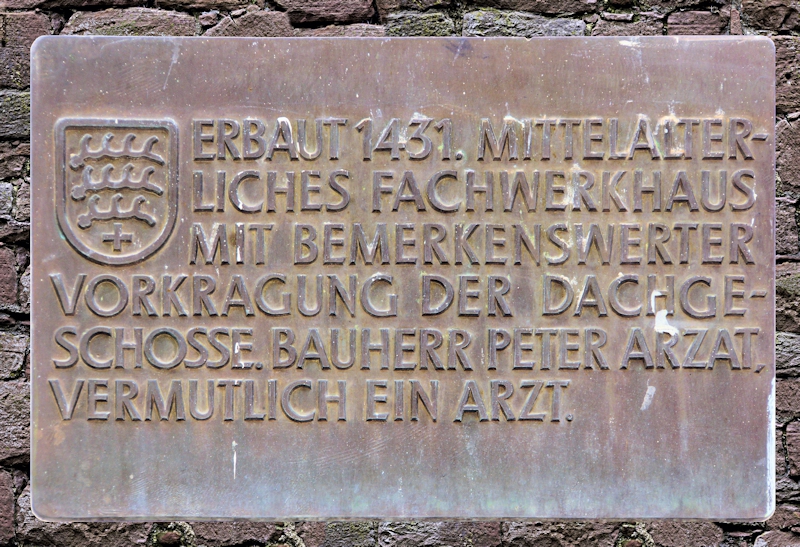 ERBAUT 1431. MITTELALTER-
LICHES FACHWERKHAUS
MIT BEMERKENSWERTER
VORKRAGUNG DER DACHGE-
SCHOSSE. BAUHERR PETER ARZAT,
VERMUTLICH EIN ARZT.